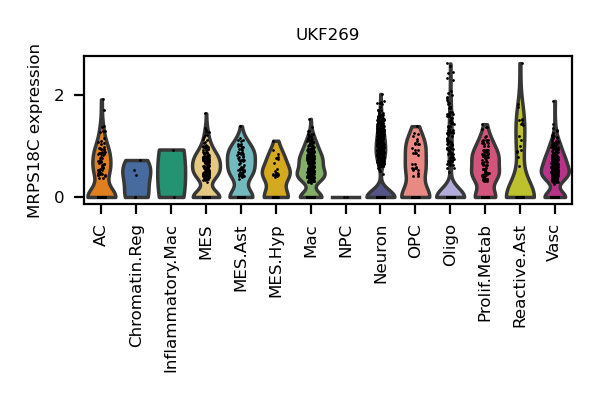 UKF269
MRPS18C expression
2
0
AC
Chromatin.Reg
Inflammatory.Mac
MES
MES.Ast
MES.Hyp
Mac
NPC
Neuron
OPC
Oligo
Prolif.Metab
Reactive.Ast
Vasc